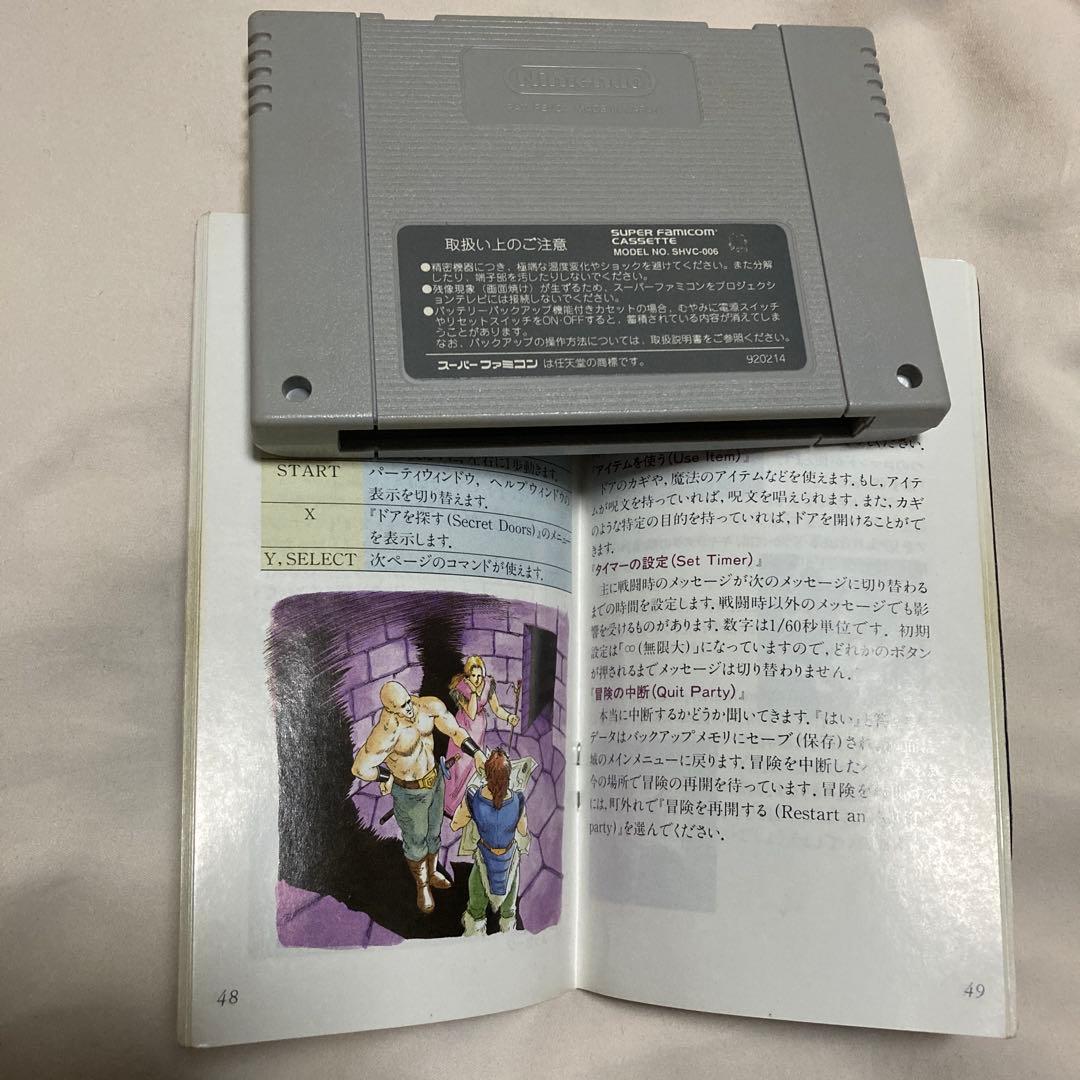 Nintendo
取扱い上のご注意
SUPER FAMICOM
CASSETTE
MODEL NO. SHVC-006
●精密機器につき、極端な温度変化やショックを避けてください。また分解
したり、端子部を汚したりしないでください。
●残像現象（画面焼け）が生ずるため、スーパーファミコンをプロジェクシ
ョンテレビには接続しないでください。
●バッテリーバックアップ機能付きカセットの場合、むやみに電源スイッチ
やリセットスイッチをON・OFFすると、蓄積されている内容が消えてしま
うことがあります。
なお、バックアップの操作方法については、取扱説明書をご参照ください。
スーパーファミコン は任天堂の商標です。
920214
左右に1歩動きます.
START
パーティウィンドウ, ヘルプウィンドウの
表示を切り替えます.
X
『ドアを探す(Secret Doors)』のメニュー
を表示します.
Y, SELECT
次ページのコマンドが使えます.
48
ください.
『アイテムを使う(Use Item)』
ドアのカギや, 魔法のアイテムなどを使えます. もし, アイテ
ムが呪文を持っていれば, 呪文を唱えられます. また, カギ
のような特定の目的を持っていれば, ドアを開けることがで
きます.
『タイマーの設定(Set Timer)』
主に戦闘時のメッセージが次のメッセージに切り替わる
までの時間を設定します. 戦闘時以外のメッセージでも影
響を受けるものがあります. 数字は1/60秒単位です. 初期
設定は「∞(無限大)」になっていますので, どれかのボタン
が押されるまでメッセージは切り替わりません.
『冒険の中断(Quit Party)』
本当に中断するかどうか聞いてきます. 『はい』と答
データはバックアップメモリにセーブ(保存)され
城のメインメニューに戻ります. 冒険を中断した
今の場所で冒険の再開を待っています. 冒険を
には, 町外れで『冒険を再開する (Restart an
party)』を選んでください.
49